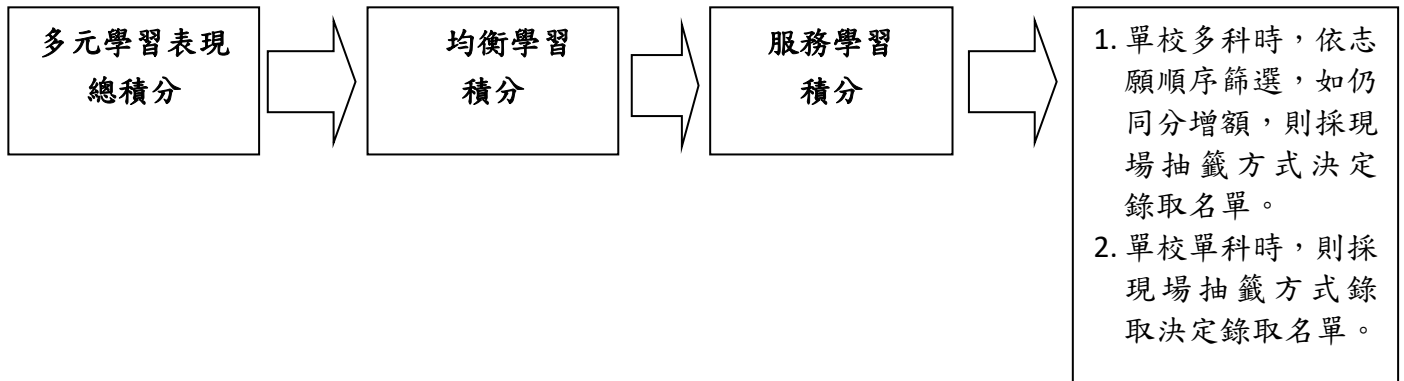 多元學習表現
總積分
均衡學習
積分
服務學習
積分
1. 單校多科時，依志
願順序篩選，如仍
同分增額，則採現
場抽籤方式決定
錄取名單。
2. 單校單科時，則採
現場抽籤方式錄
取決定錄取名單。